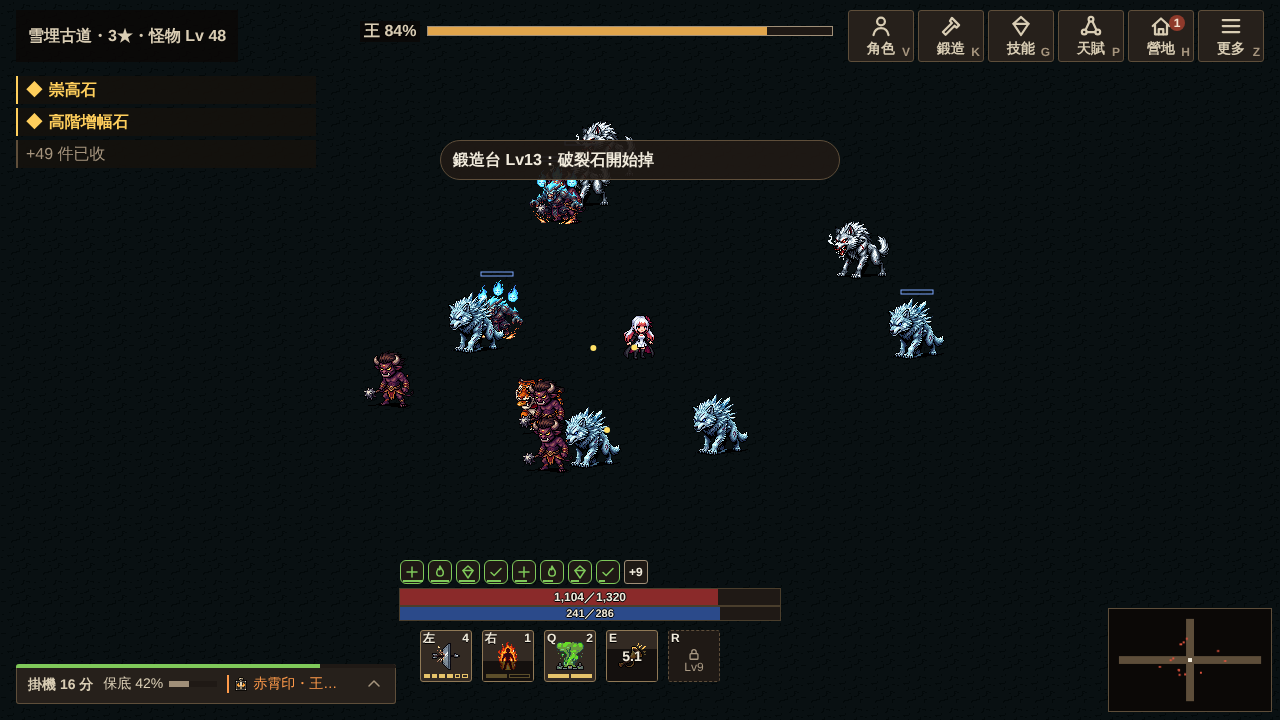 雪埋古道・3★・怪物 Lv 48
王 84%
角色 V
鍛造 K
技能 G
天賦 P
營地 H 1
更多 Z
◆ 崇高石
◆ 高階增幅石
+49 件已收
鍛造台 Lv13：破裂石開始掉
+9
1,104／1,320
241／286
左 4
右 1
Q 2
E 5.1
R Lv9
掛機 16 分 保底 42% 赤霄印・王…